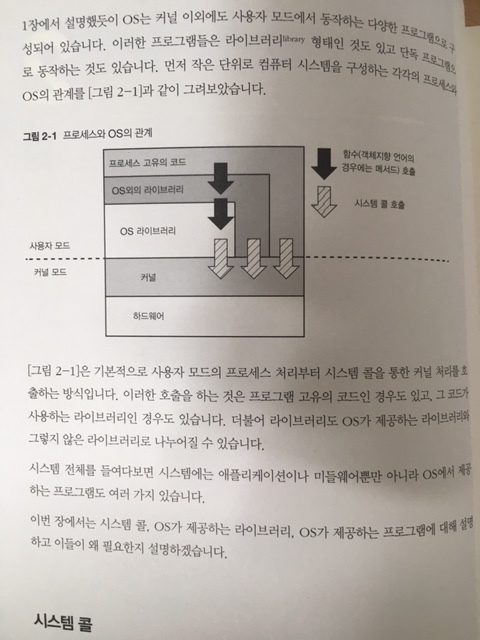 1장에서 설명했듯이 OS는 커널 이외에도 사용자 모드에서 동작하는 다양한 프로그램으로 구
성되어 있습니다. 이러한 프로그램들은 라이브러리library 형태인 것도 있고 단독 프로그램으
로 동작하는 것도 있습니다. 먼저 작은 단위로 컴퓨터 시스템을 구성하는 각각의 프로세스와
OS의 관계를 [그림 2-1]과 같이 그려보았습니다.
그림 2-1 프로세스와 OS의 관계
프로세스 고유의 코드
OS외의 라이브러리
OS 라이브러리
사용자 모드
커널 모드
커널
하드웨어
함수(객체지향 언어의
경우에는 메서드) 호출
시스템 콜 호출
[그림 2-1]은 기본적으로 사용자 모드의 프로세스 처리부터 시스템 콜을 통한 커널 처리를 호
출하는 방식입니다. 이러한 호출을 하는 것은 프로그램 고유의 코드인 경우도 있고, 그 코드가
사용하는 라이브러리인 경우도 있습니다. 더불어 라이브러리도 OS가 제공하는 라이브러리와
그렇지 않은 라이브러리로 나누어질 수 있습니다.
시스템 전체를 들여다보면 시스템에는 애플리케이션이나 미들웨어뿐만 아니라 OS에서 제공
하는 프로그램도 여러 가지 있습니다.
이번 장에서는 시스템 콜, OS가 제공하는 라이브러리, OS가 제공하는 프로그램에 대해 설명
하고 이들이 왜 필요한지 설명하겠습니다.
시스템 콜